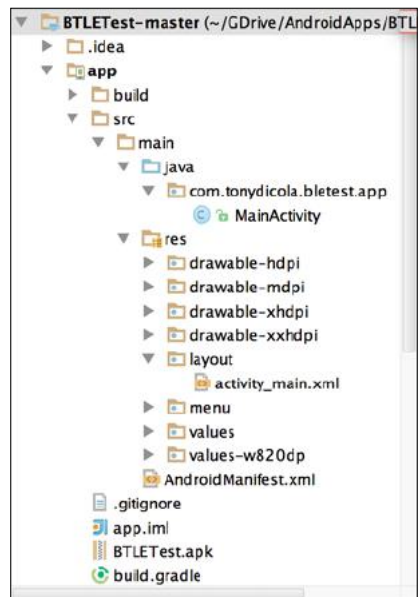 BTLETest-master (~/GDrive/AndroidApps/BTL
.idea
app
build
src
main
java
com.tonydicola.bletest.app
C MainActivity
res
drawable-hdpi
drawable-mdpi
drawable-xhdpi
drawable-xxhdpi
layout
activity_main.xml
menu
values
values-w820dp
AndroidManifest.xml
.gitignore
app.iml
BTLETest.apk
build.gradle